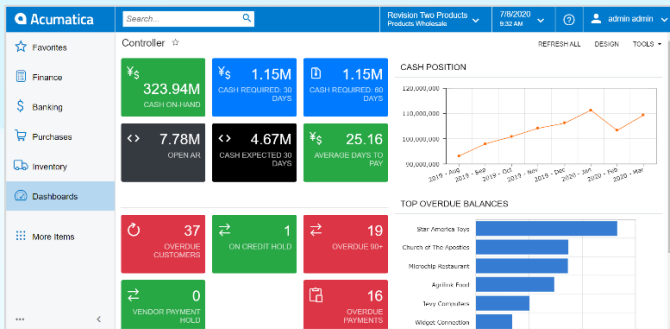 Acumatica
Search...
Revision Two Products
Products Wholesale
7/8/2020
9:32 AM
admin admin
Favorites
Finance
Banking
Purchases
Inventory
Dashboards
More Items
Controller
REFRESH ALL
DESIGN
TOOLS
¥$
323.94M
CASH ON-HAND
¥$
1.15M
CASH REQUIRED: 30
DAYS
1.15M
CASH REQUIRED: 60
DAYS
7.78M
OPEN AR
4.67M
CASH EXPECTED 30
DAYS
¥$
25.16
AVERAGE DAYS TO
PAY
37
OVERDUE
CUSTOMERS
1
ON CREDIT HOLD
19
OVERDUE 90+
0
VENDOR PAYMENT
HOLD
16
OVERDUE
PAYMENTS
CASH POSITION
120,000,000
110,000,000
100,000,000
90,000,000
2019 - Aug
2019 - Sep
2019 - Oct
2019 - Nov
2019 - Dec
2020 - Jan
2020 - Feb
2020 - Mar
TOP OVERDUE BALANCES
Star America Toys
Church of The Apostles
Microchip Restaurant
Agrilink Food
Jevy Computers
Widget Connection